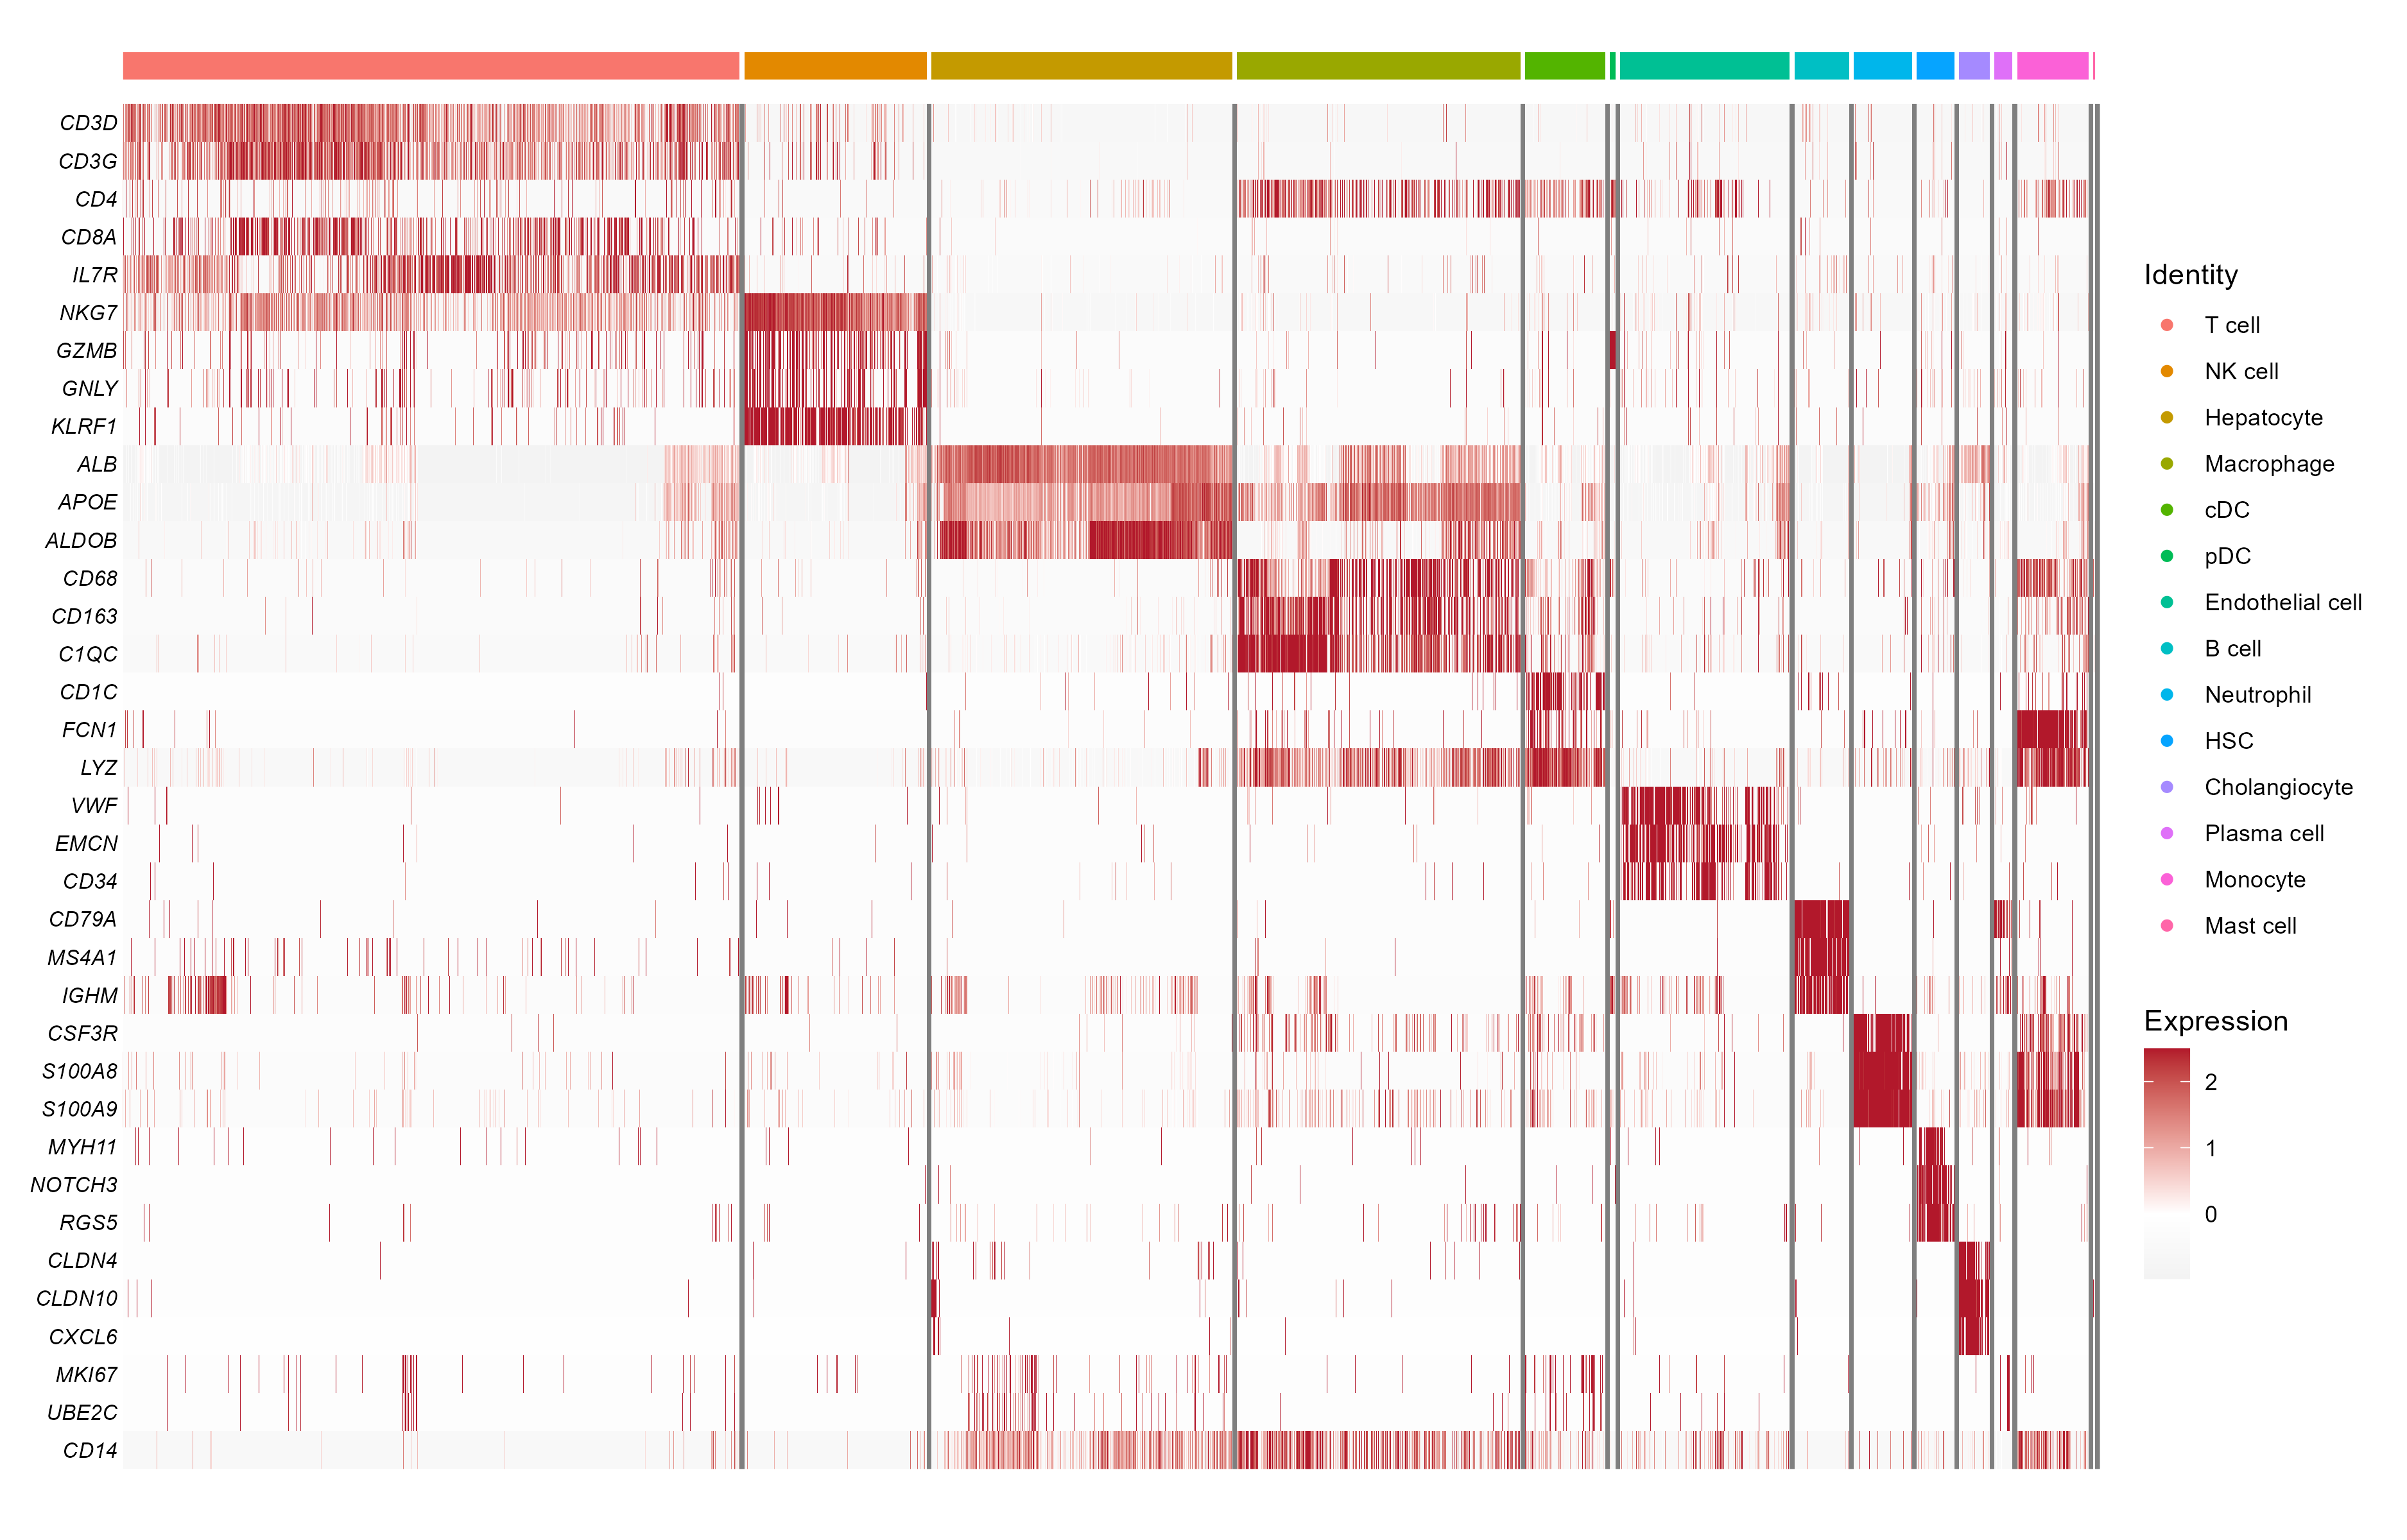 CD3D
CD3G
CD4
CD8A
IL7R
NKG7
GZMB
GNLY
KLRF1
ALB
APOE
ALDOB
CD68
CD163
C1QC
CD1C
FCN1
LYZ
VWF
EMCN
CD34
CD79A
MS4A1
IGHM
CSF3R
S100A8
S100A9
MYH11
NOTCH3
RGS5
CLDN4
CLDN10
CXCL6
MKI67
UBE2C
CD14
Identity
T cell
NK cell
Hepatocyte
Macrophage
cDC
pDC
Endothelial cell
B cell
Neutrophil
HSC
Cholangiocyte
Plasma cell
Monocyte
Mast cell
Expression
2
1
0